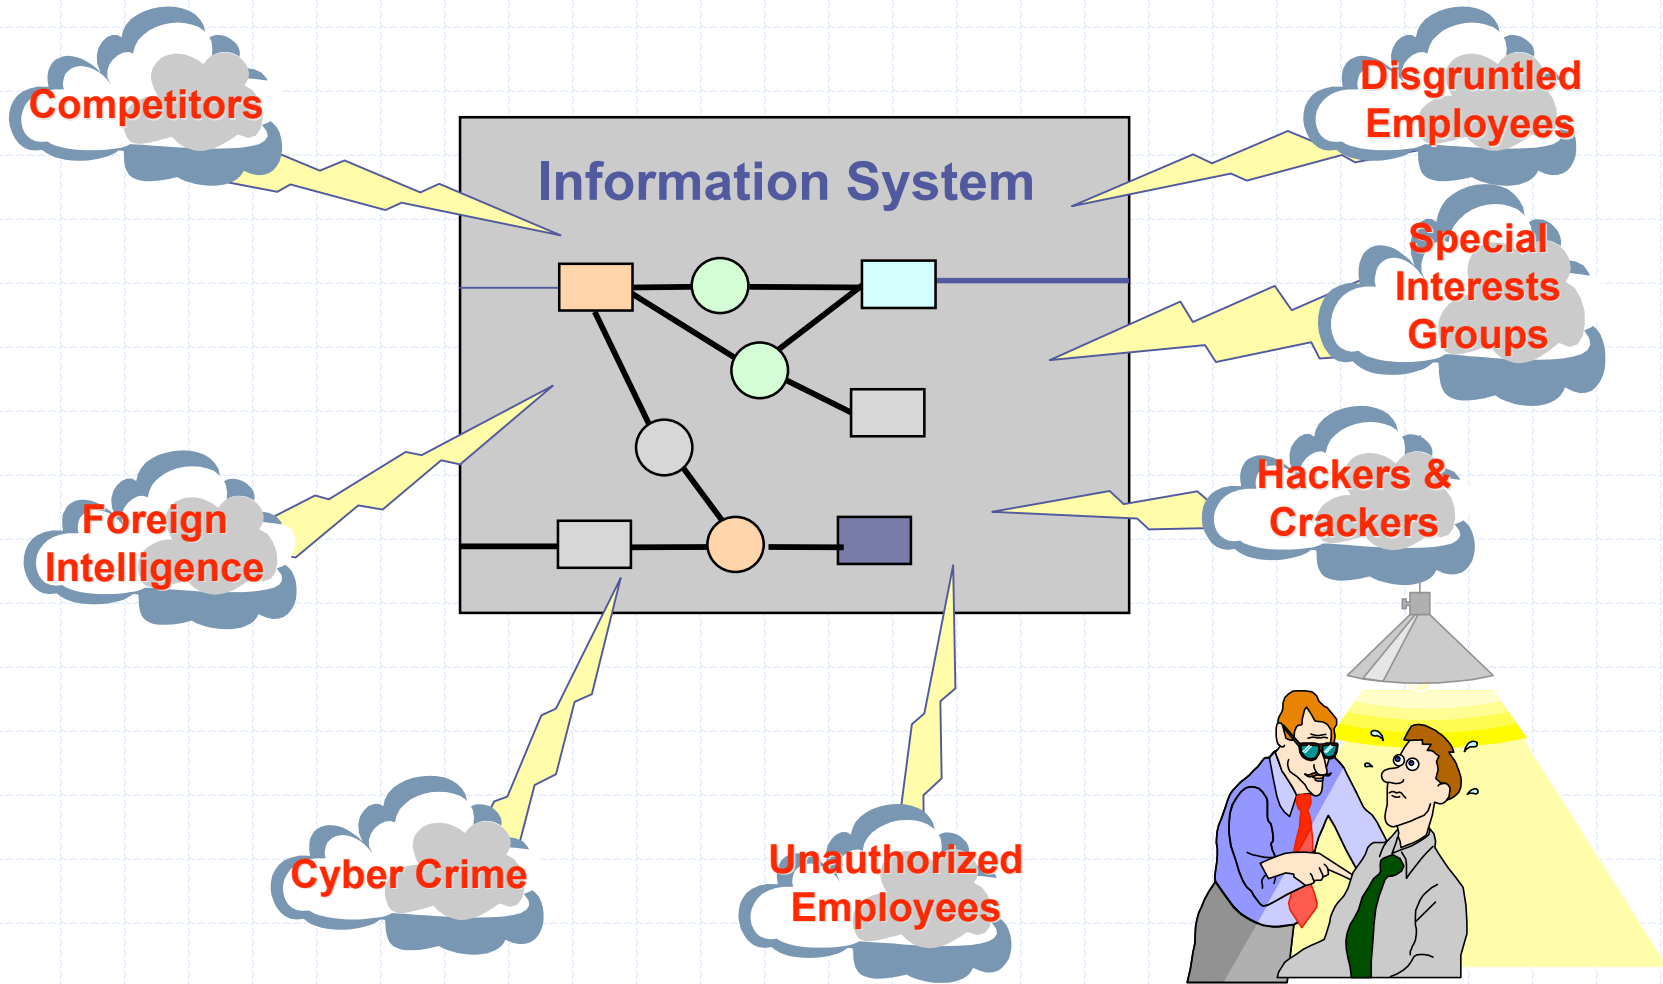 Competitors
Information System
Disgruntled
Employees
Special
Interests
Groups
Foreign
Intelligence
Hackers &
Crackers
Cyber Crime
Unauthorized
Employees